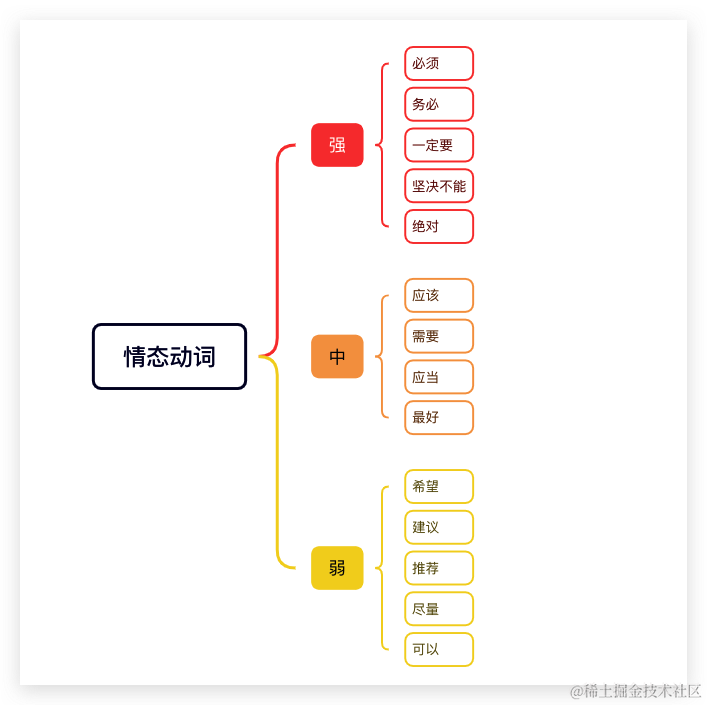 情态动词
强
必须
务必
一定要
坚决不能
绝对
中
应该
需要
应当
最好
弱
希望
建议
推荐
尽量
可以
@稀土掘金技术社区